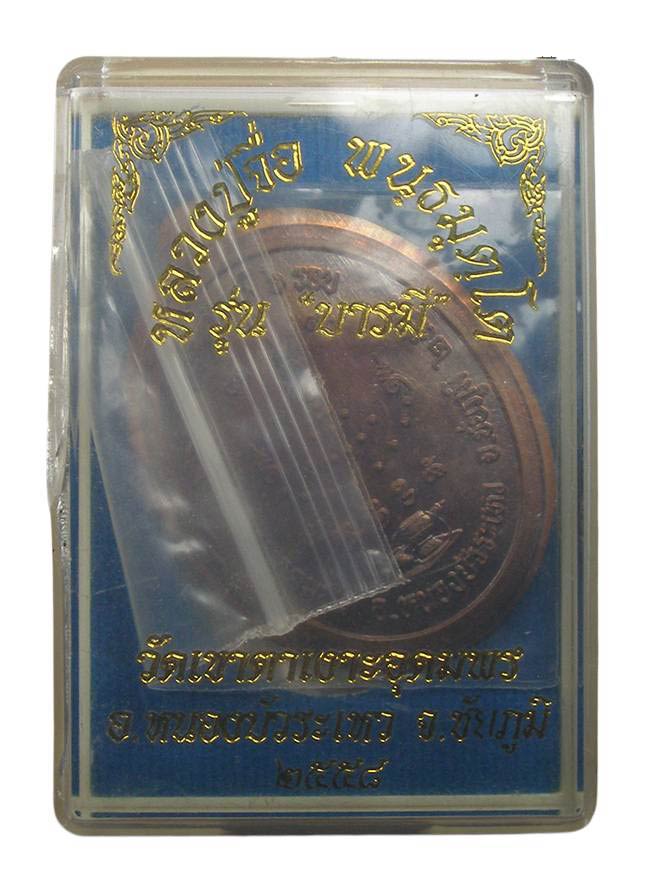 หลวงปู่จื่อ พนฺธมุตฺโต
รุ่น "บารมี"
วัดเขาตาเงาะอุดมพร
อ.หนองบัวระเหว จ.ชัยภูมิ
๒๕๕๘